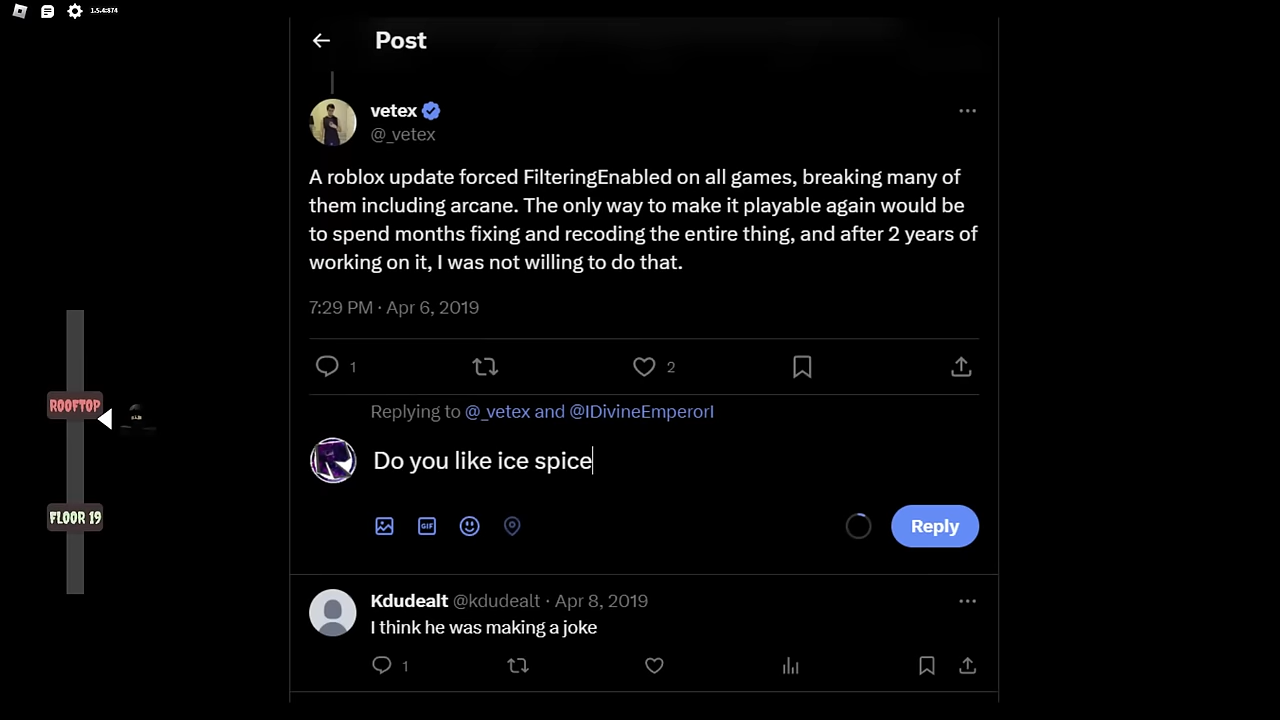 1.5.4:874
Post
vetex
@_vetex
A roblox update forced FilteringEnabled on all games, breaking many of
them including arcane. The only way to make it playable again would be
to spend months fixing and recoding the entire thing, and after 2 years of
working on it, I was not willing to do that.
7:29 PM · Apr 6, 2019
1 2
Replying to @_vetex and @IDivineEmperorI
Do you like ice spice
GIF
Reply
ROOFTOP
FLOOR 19
Kdudealt @kdudealt · Apr 8, 2019
I think he was making a joke
1